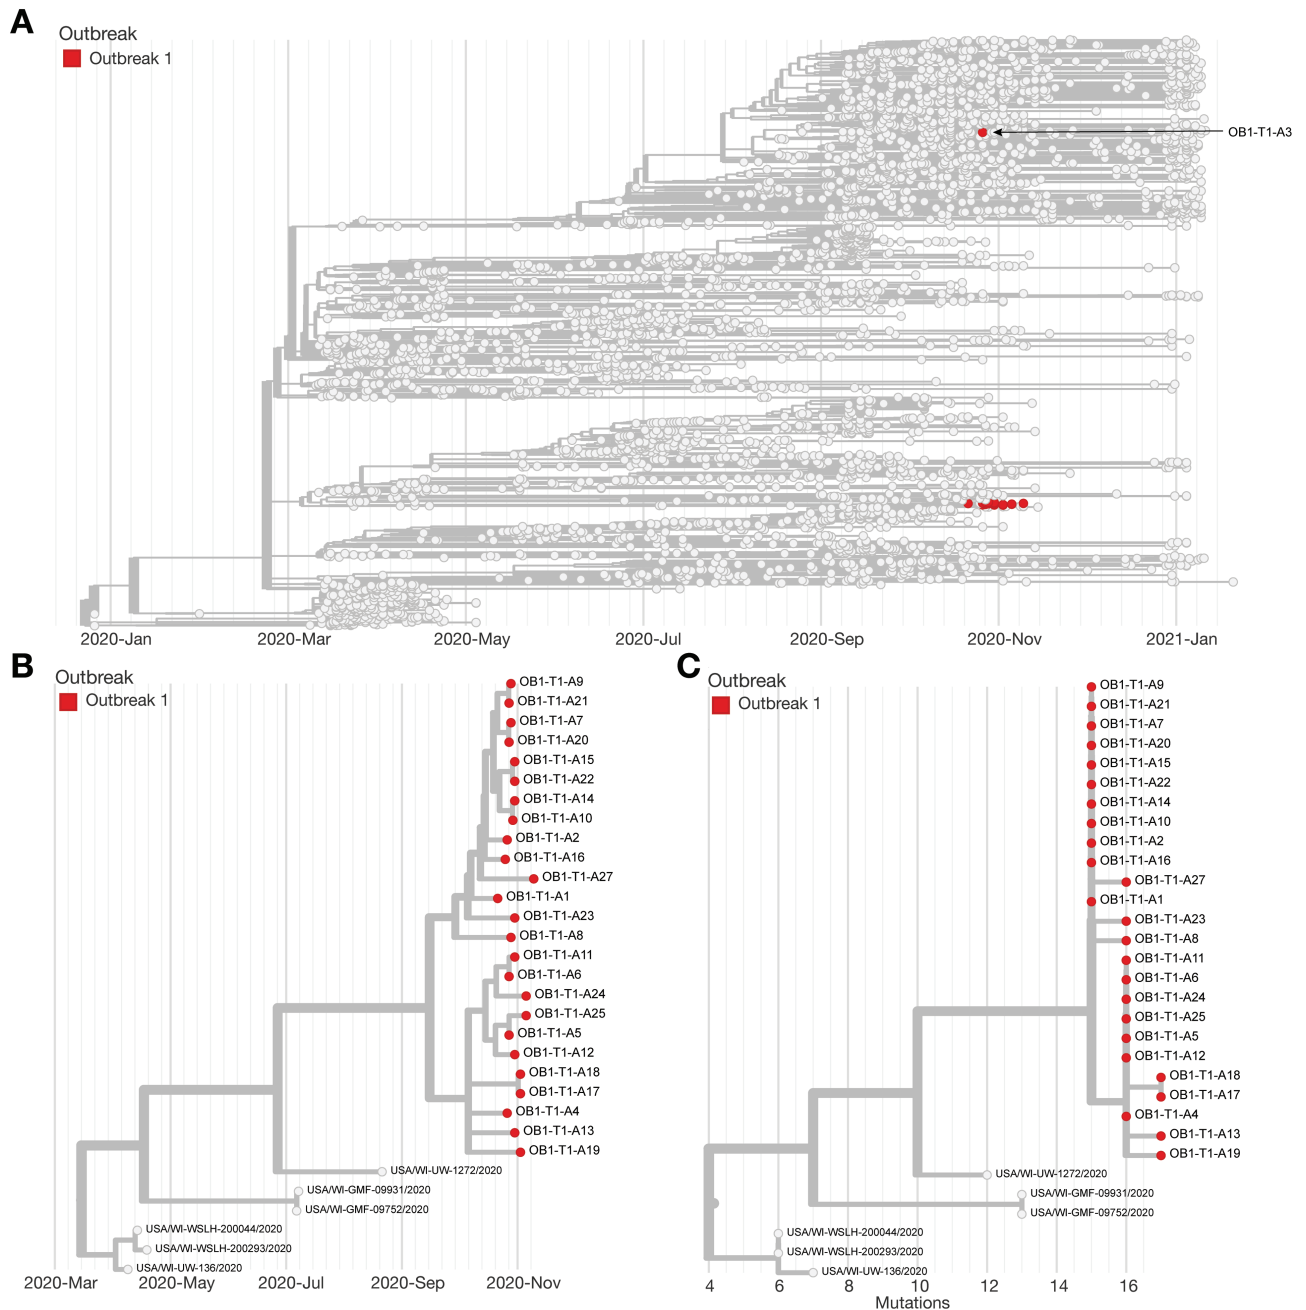 A
Outbreak
Outbreak 1
OB1-T1-A3
2020-Jan 2020-Mar 2020-May 2020-Jul 2020-Sep 2020-Nov 2021-Jan
B
Outbreak
Outbreak 1
OB1-T1-A9
OB1-T1-A21
OB1-T1-A7
OB1-T1-A20
OB1-T1-A15
OB1-T1-A22
OB1-T1-A14
OB1-T1-A10
OB1-T1-A2
OB1-T1-A16
OB1-T1-A27
OB1-T1-A1
OB1-T1-A23
OB1-T1-A8
OB1-T1-A11
OB1-T1-A6
OB1-T1-A24
OB1-T1-A25
OB1-T1-A5
OB1-T1-A12
OB1-T1-A18
OB1-T1-A17
OB1-T1-A4
OB1-T1-A13
OB1-T1-A19
USA/WI-UW-1272/2020
USA/WI-GMF-09931/2020
USA/WI-GMF-09752/2020
USA/WI-WSLH-200044/2020
USA/WI-WSLH-200293/2020
USA/WI-UW-136/2020
2020-Mar 2020-May 2020-Jul 2020-Sep 2020-Nov
C
Outbreak
Outbreak 1
OB1-T1-A9
OB1-T1-A21
OB1-T1-A7
OB1-T1-A20
OB1-T1-A15
OB1-T1-A22
OB1-T1-A14
OB1-T1-A10
OB1-T1-A2
OB1-T1-A16
OB1-T1-A27
OB1-T1-A1
OB1-T1-A23
OB1-T1-A8
OB1-T1-A11
OB1-T1-A6
OB1-T1-A24
OB1-T1-A25
OB1-T1-A5
OB1-T1-A12
OB1-T1-A18
OB1-T1-A17
OB1-T1-A4
OB1-T1-A13
OB1-T1-A19
USA/WI-UW-1272/2020
USA/WI-GMF-09931/2020
USA/WI-GMF-09752/2020
USA/WI-WSLH-200044/2020
USA/WI-WSLH-200293/2020
USA/WI-UW-136/2020
4 6 8 10 12 14 16
Mutations